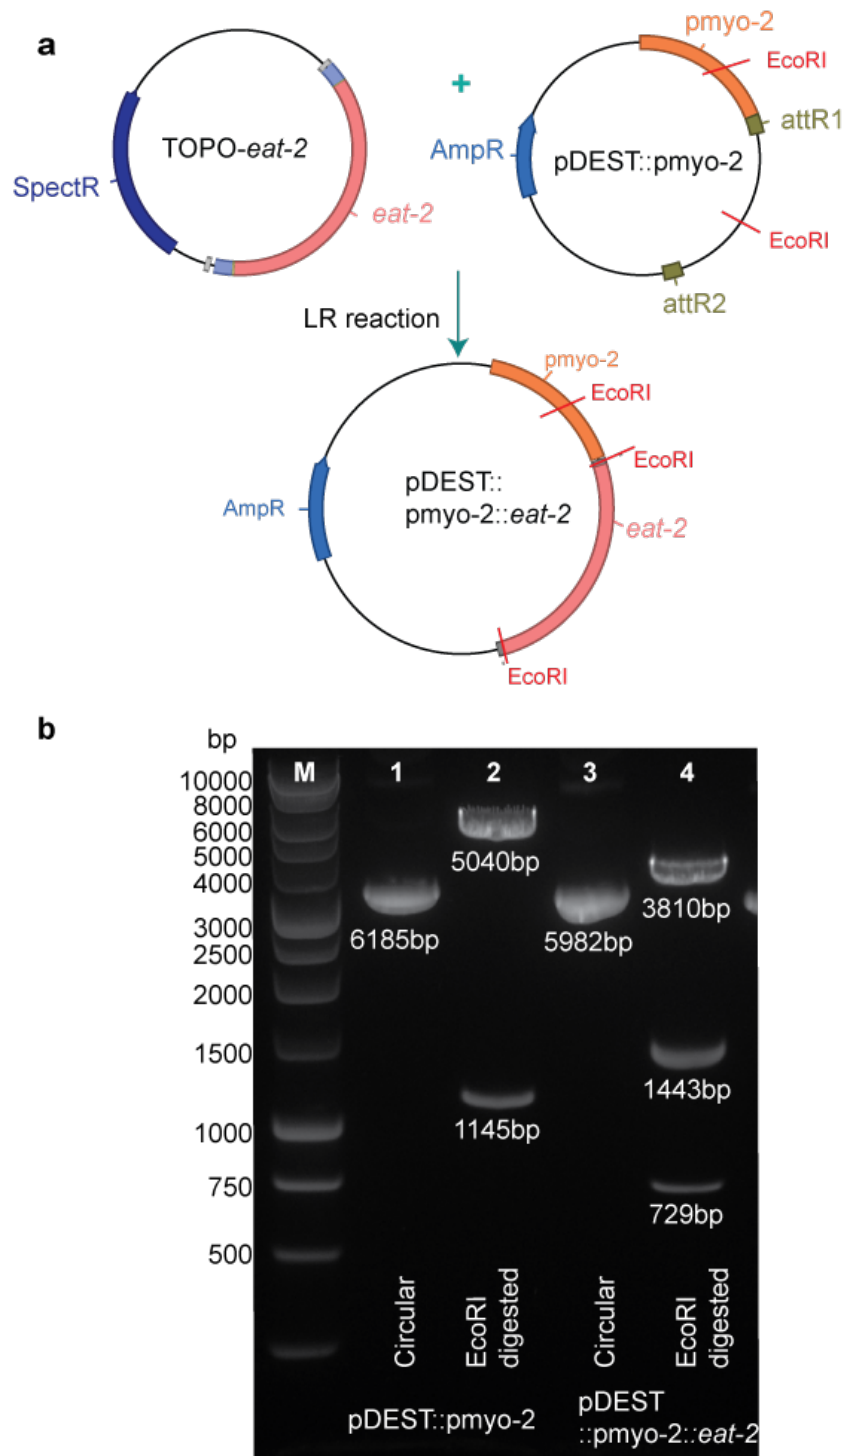 a
TOPO-eat-2
SpectR
eat-2
+
pmyo-2
EcoRI
attR1
AmpR
pDEST::pmyo-2
EcoRI
attR2
LR reaction
pmyo-2
EcoRI
EcoRI
pDEST::
pmyo-2::eat-2
AmpR
eat-2
EcoRI
b
bp
10000
8000
6000
5000
4000
3000
2500
2000
1500
1000
750
500
M 1 2 3 4
5040bp
6185bp
3810bp
5982bp
1443bp
1145bp
729bp
Circular
EcoRI
digested
Circular
EcoRI
digested
pDEST::pmyo-2
pDEST
::pmyo-2::eat-2